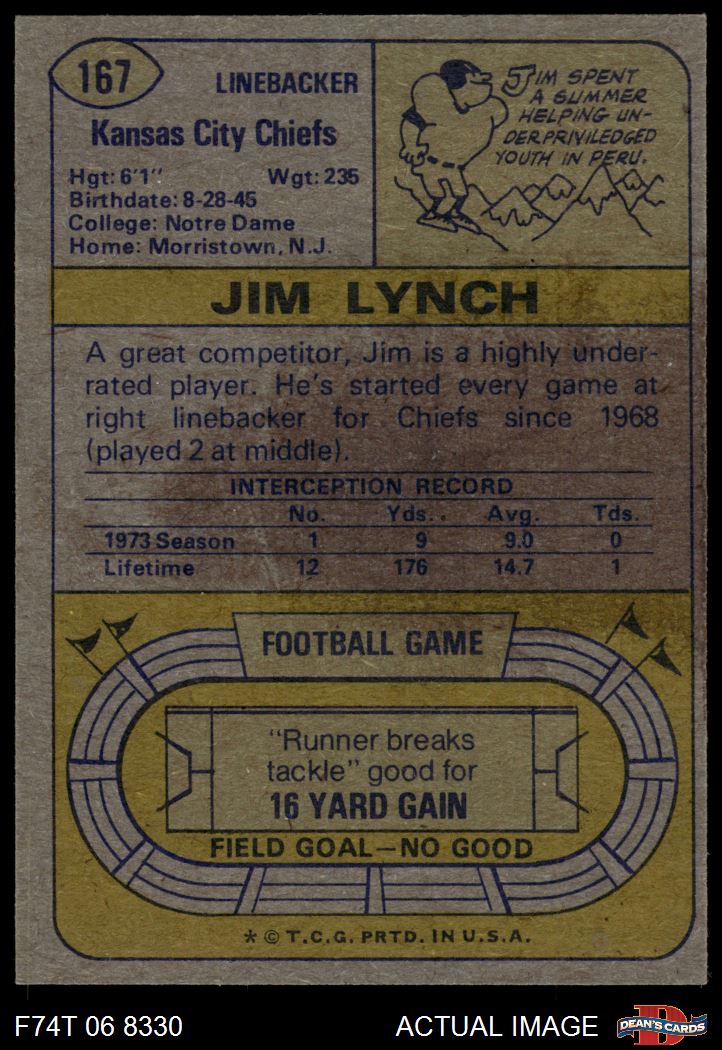 167
LINEBACKER
Kansas City Chiefs
Hgt: 6'1" Wgt: 235
Birthdate: 8-28-45
College: Notre Dame
Home: Morristown, N.J.
JIM SPENT
A SUMMER
HELPING UN-
DERPRIVILEDGED
YOUTH IN PERU.
JIM LYNCH
A great competitor, Jim is a highly under-
rated player. He's started every game at
right linebacker for Chiefs since 1968
(played 2 at middle).
INTERCEPTION RECORD
No. Yds. Avg. Tds.
1973 Season 1 9 9.0 0
Lifetime 12 176 14.7 1
FOOTBALL GAME
"Runner breaks
tackle" good for
16 YARD GAIN
FIELD GOAL—NO GOOD
* © T.C.G. PRTD. IN U.S.A.
F74T 06 8330 ACTUAL IMAGE
DEAN'S CARDS